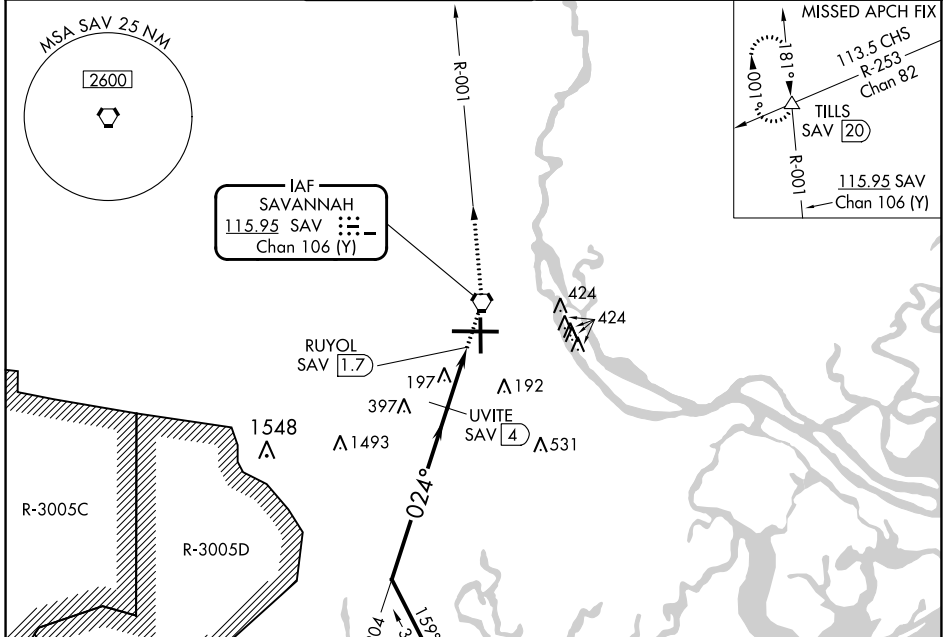 MSA SAV 25 NM
2600
R-001
IAF
SAVANNAH
115.95 SAV
Chan 106 (Y)
MISSED APCH FIX
181°
001°
113.5 CHS
R-253
Chan 82
TILLS
SAV 20
R-001
115.95 SAV
Chan 106 (Y)
424
424
RUYOL
SAV 1.7
197
192
397
UVITE
SAV 4
1548
1493
531
024°
R-3005C
R-3005D
159°